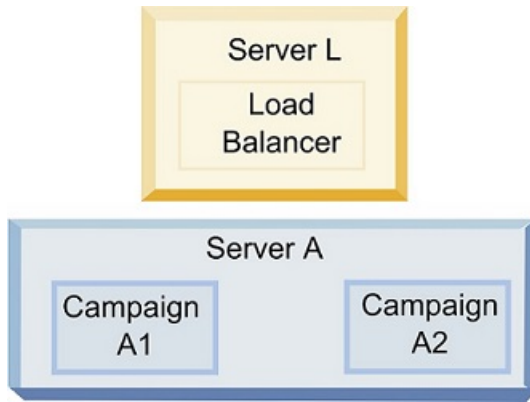 Server L
Load
Balancer
Server A
Campaign
A1
Campaign
A2